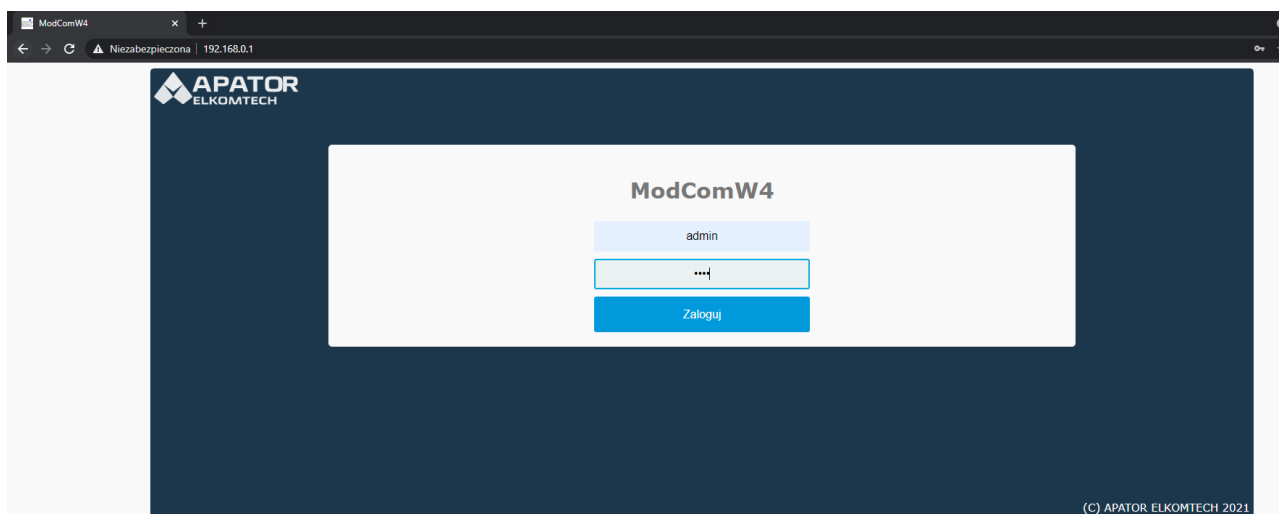 ModComW4
Niezabezpieczona | 192.168.0.1
APATOR
ELKOMTECH
ModComW4
admin
••••
Zaloguj
(C) APATOR ELKOMTECH 2021